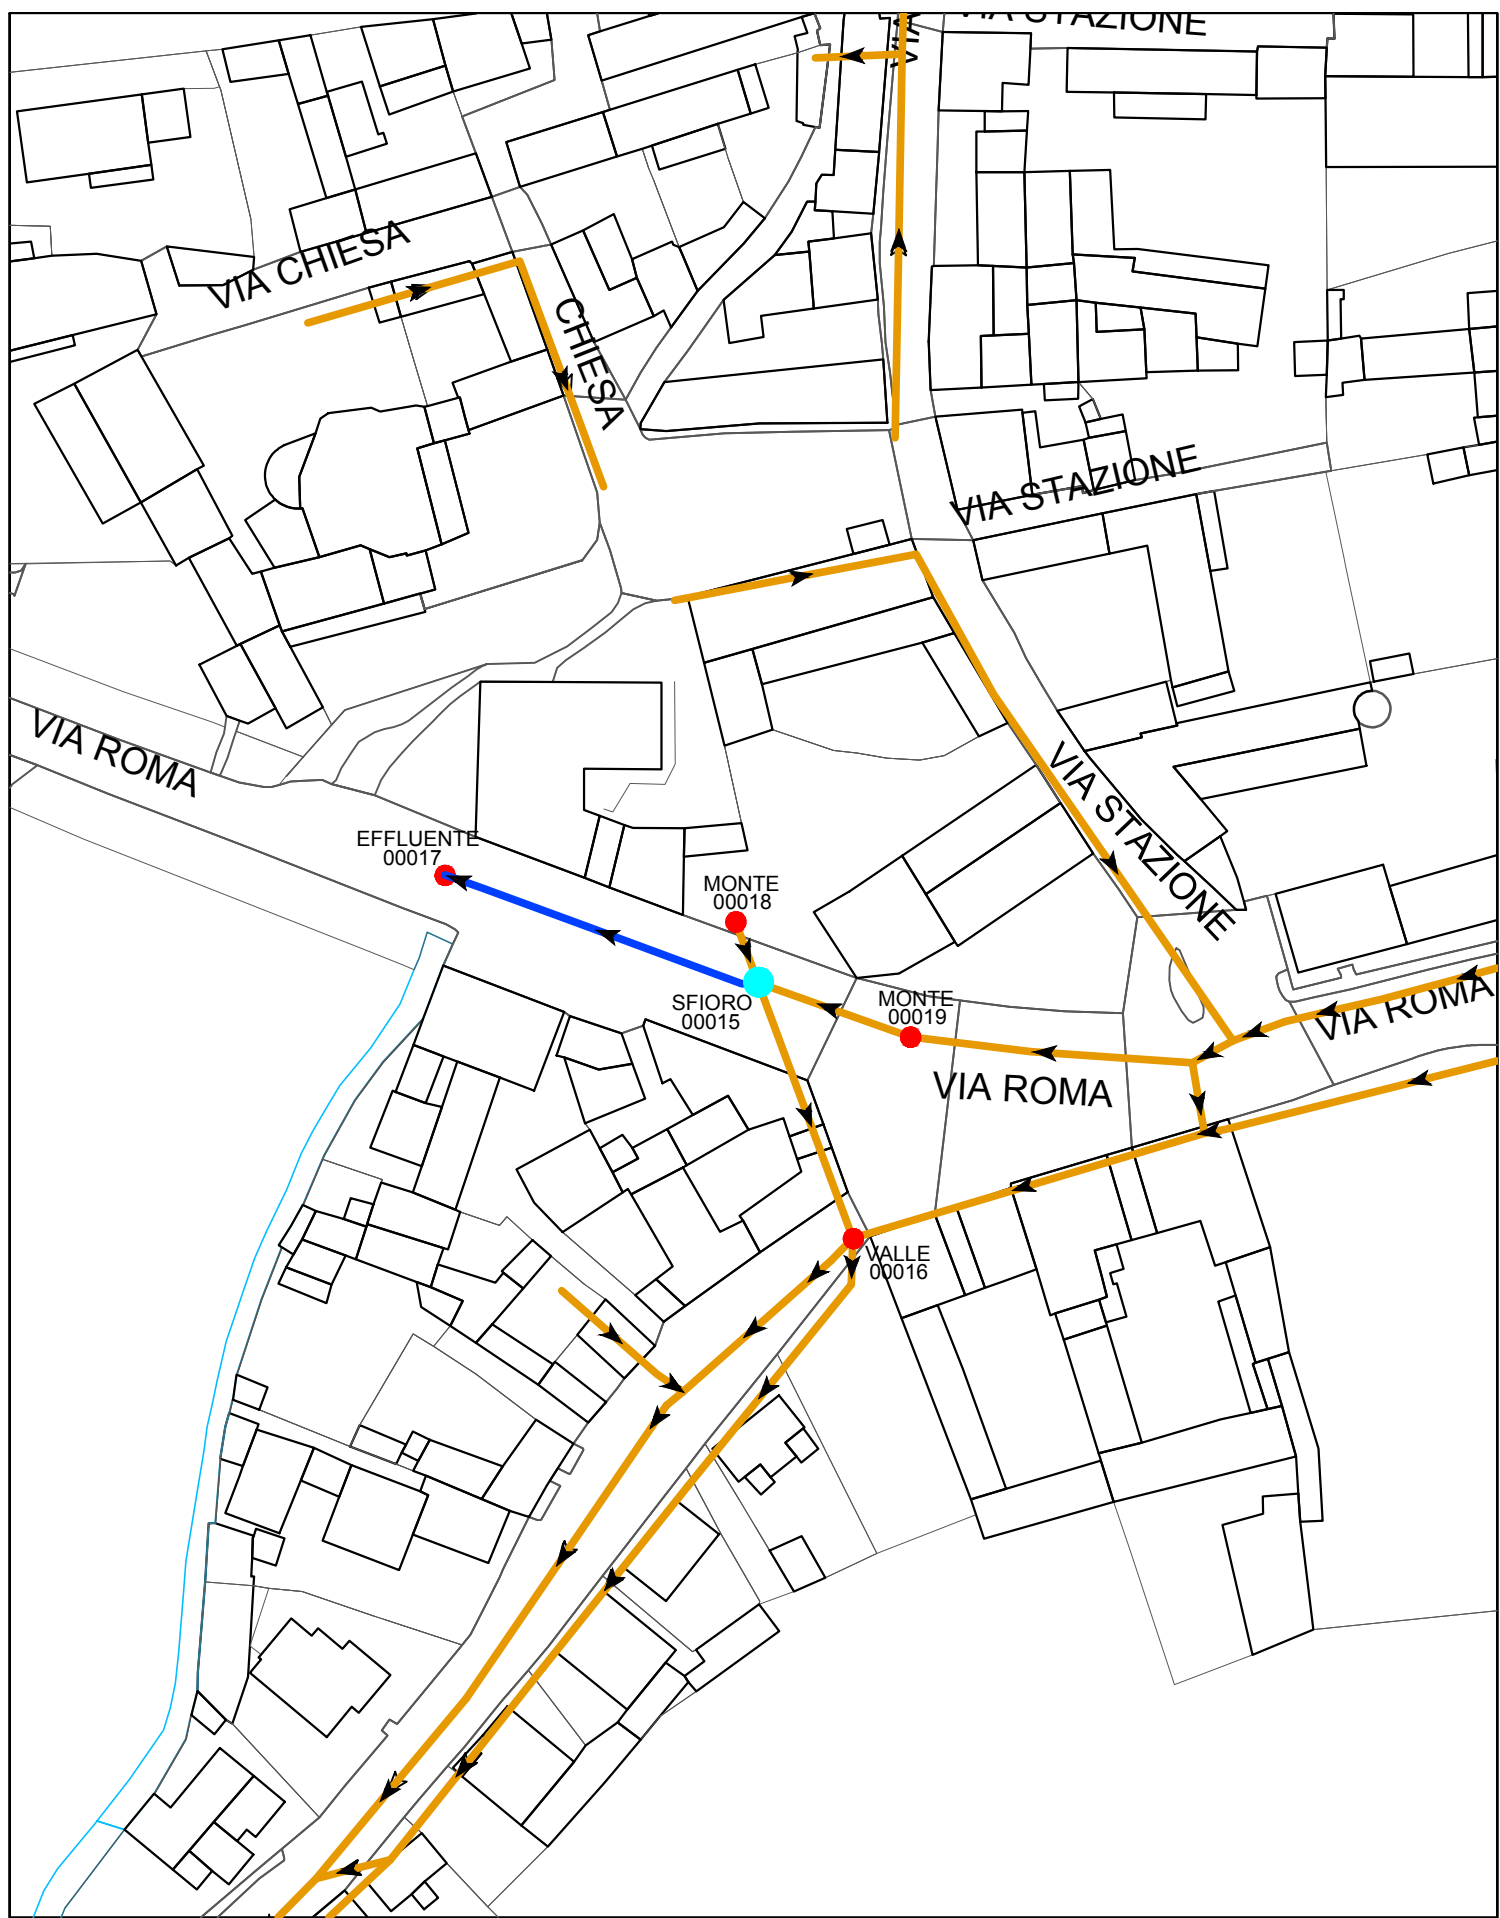 VIA STAZIONE
VIA
VIA CHIESA
CHIESA
VIA STAZIONE
VIA ROMA
VIA STAZIONE
EFFLUENTE
00017
MONTE
00018
SFIORO
00015
MONTE
00019
VIA ROMA
VIA ROMA
VALLE
00016